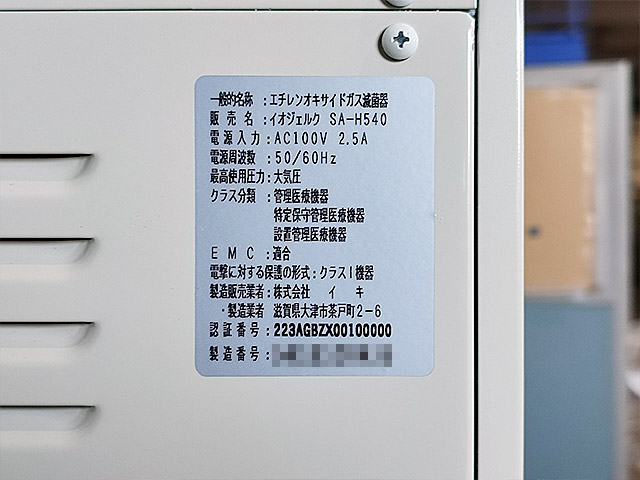 一般的名称 :エチレンオキサイドガス滅菌器
販売名 :イオジェルク SA-H540
電源入力 :AC100V 2.5A
電源周波数 :50/60Hz
最高使用圧力:大気圧
クラス分類 :管理医療機器
特定保守管理医療機器
設置管理医療機器
EMC :適合
電撃に対する保護の形式:クラスⅠ機器
製造販売業者:株式会社 イキ
・製造業者 滋賀県大津市茶戸町2-6
認証番号 :223AGBZX00100000
製造番号 :